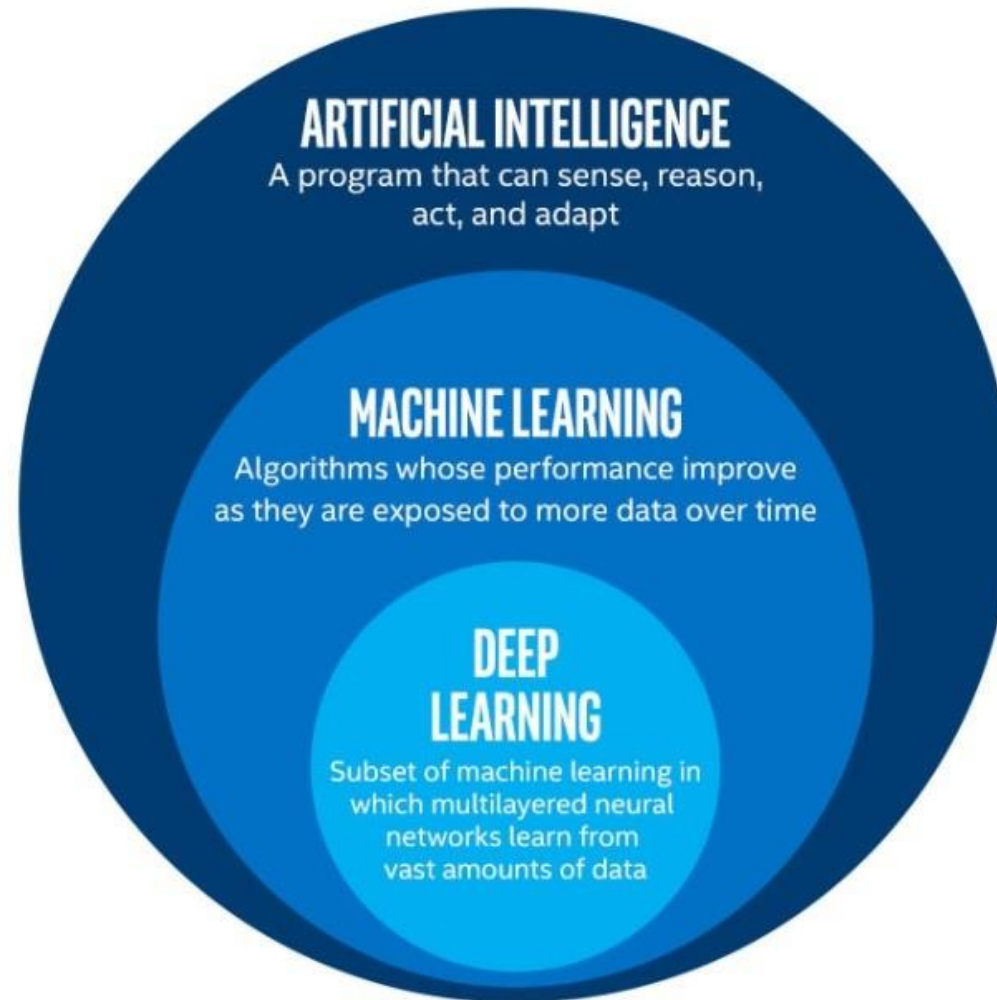 ARTIFICIAL INTELLIGENCE
A program that can sense, reason,
act, and adapt
MACHINE LEARNING
Algorithms whose performance improve
as they are exposed to more data over time
DEEP
LEARNING
Subset of machine learning in
which multilayered neural
networks learn from
vast amounts of data